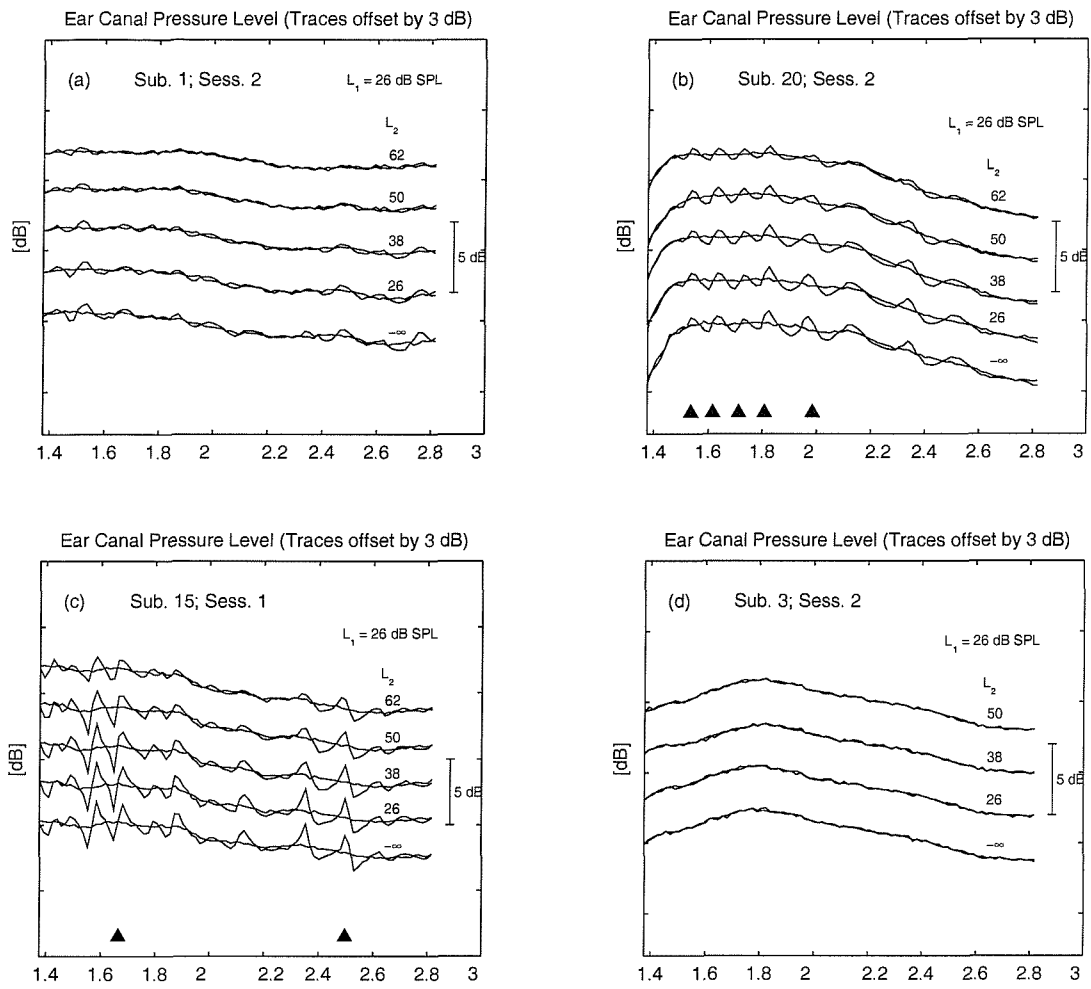 Ear Canal Pressure Level (Traces offset by 3 dB)
(a) Sub. 1; Sess. 2
L1 = 26 dB SPL
L2
62
50
38
26
−∞
[dB]
5 dB
1.4 1.6 1.8 2 2.2 2.4 2.6 2.8 3
Ear Canal Pressure Level (Traces offset by 3 dB)
(b) Sub. 20; Sess. 2
L1 = 26 dB SPL
L2
62
50
38
26
−∞
[dB]
5 dB
1.4 1.6 1.8 2 2.2 2.4 2.6 2.8 3
Ear Canal Pressure Level (Traces offset by 3 dB)
(c) Sub. 15; Sess. 1
L1 = 26 dB SPL
L2
62
50
38
26
−∞
[dB]
5 dB
1.4 1.6 1.8 2 2.2 2.4 2.6 2.8 3
Ear Canal Pressure Level (Traces offset by 3 dB)
(d) Sub. 3; Sess. 2
L1 = 26 dB SPL
L2
50
38
26
−∞
[dB]
5 dB
1.4 1.6 1.8 2 2.2 2.4 2.6 2.8 3